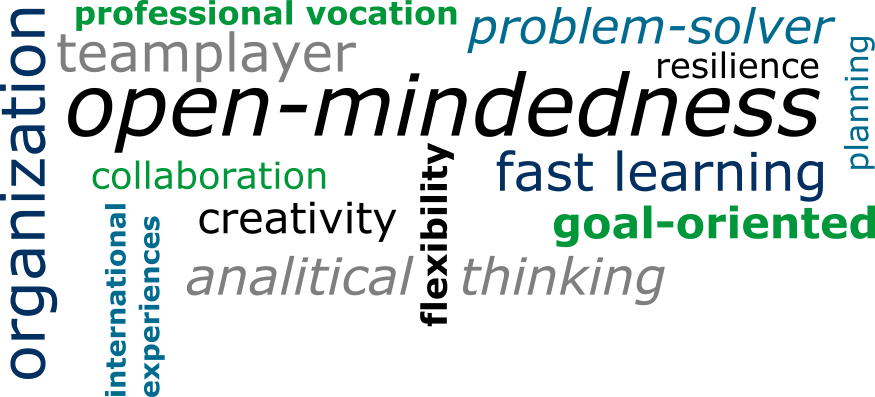 professional vocation
problem-solver
teamplayer
resilience
open-mindedness
organization
planning
collaboration
fast learning
flexibility
creativity
goal-oriented
international
experiences
analitical thinking